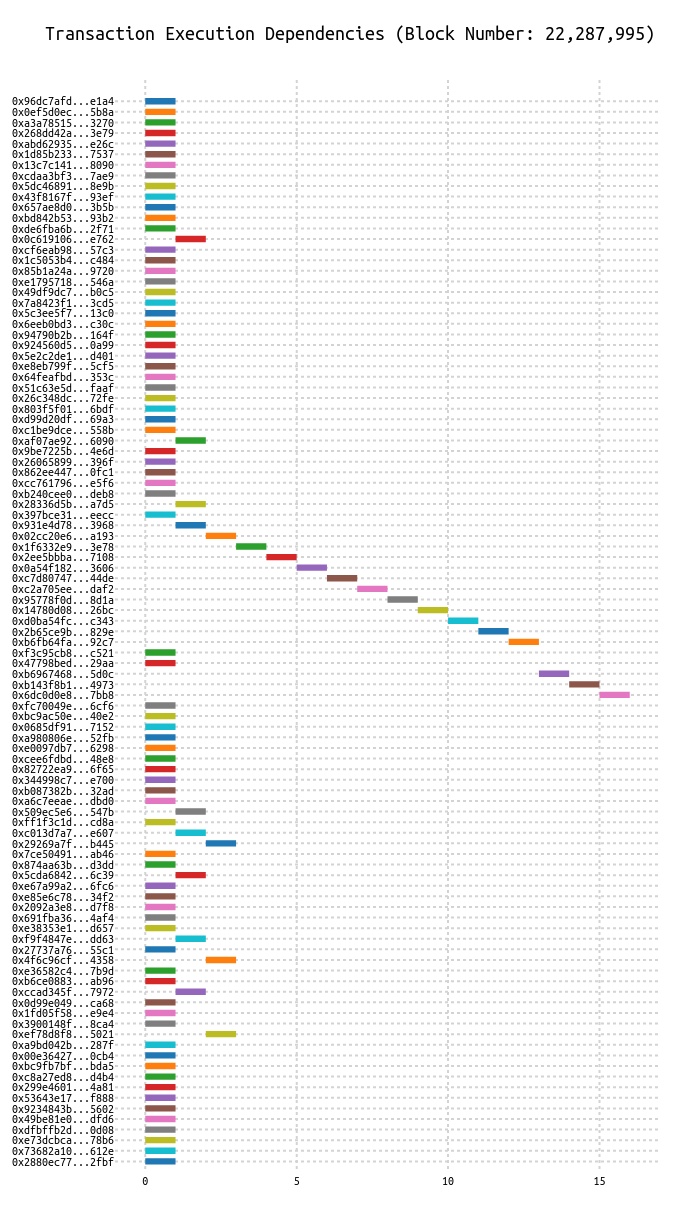 Transaction Execution Dependencies (Block Number: 22,287,995)
0x96dc7afd...e1a4
0x0ef5d0ec...5b8a
0xa3a78515...3270
0x268dd42a...3e79
0xabd62935...e26c
0x1d85b233...7537
0x13c7c141...8090
0xcdaa3bf3...7ae9
0x5dc46891...8e9b
0x43f8167f...93ef
0x657ae8d0...3b5b
0xbd842b53...93b2
0xde6fba6b...2f71
0x0c619106...e762
0xcf6eab98...57c3
0x1c5053b4...c484
0x85b1a24a...9720
0xe1795718...546a
0x49df9dc7...b0c5
0x7a8423f1...3cd5
0x5c3ee5f7...13c0
0x6eeb0bd3...c30c
0x94790b2b...164f
0x924560d5...0a99
0x5e2c2de1...d401
0xe8eb799f...5cf5
0x64feafbd...353c
0x51c63e5d...faaf
0x26c348dc...72fe
0x803f5f01...6bdf
0xd99d20df...69a3
0xc1be9dce...558b
0xaf07ae92...6090
0x9be7225b...4e6d
0x26065899...396f
0x862ee447...0fc1
0xcc761796...e5f6
0xb240cee0...deb8
0x28336d5b...a7d5
0x397bce31...eecc
0x931e4d78...3968
0x02cc20e6...a193
0x1f6332e9...3e78
0x2ee5bbba...7108
0x0a54f182...3606
0xc7d80747...44de
0xc2a705ee...daf2
0x95778f0d...8d1a
0x14780d08...26bc
0xd0ba54fc...c343
0x2b65ce9b...829e
0xb6fb64fa...92c7
0xf3c95cb8...c521
0x47798bed...29aa
0xb6967468...5d0c
0xb143f8b1...4973
0x6dc0d0e8...7bb8
0xfc70049e...6cf6
0xbc9ac50e...40e2
0x0685df91...7152
0xa980806e...52fb
0xe0097db7...6298
0xcee6fdbd...48e8
0x82722ea9...6f65
0x344998c7...e700
0xb087382b...32ad
0xa6c7eeae...dbd0
0x509ec5e6...547b
0xff1f3c1d...cd8a
0xc013d7a7...e607
0x29269a7f...b445
0x7ce50491...ab46
0x874aa63b...d3dd
0x5cda6842...6c39
0xe67a99a2...6fc6
0xe85e6c78...34f2
0x2092a3e8...d7f8
0x691fba36...4af4
0xe38353e1...d657
0xf9f4847e...dd63
0x27737a76...55c1
0x4f6c96cf...4358
0xe36582c4...7b9d
0xb6ce0883...ab96
0xccad345f...7972
0x0d99e049...ca68
0x1fd05f58...e9e4
0x3900148f...8ca4
0xef78d8f8...5021
0xa9bd042b...287f
0x00e36427...0cb4
0xbc9fb7bf...bda5
0xc8a27ed8...d4b4
0x299e4601...4a81
0x53643e17...f888
0x9234843b...5602
0x49be81e0...dfd6
0xdfbffb2d...0d08
0xe73dcbca...78b6
0x73682a10...612e
0x2880ec77...2fbf
0 5 10 15